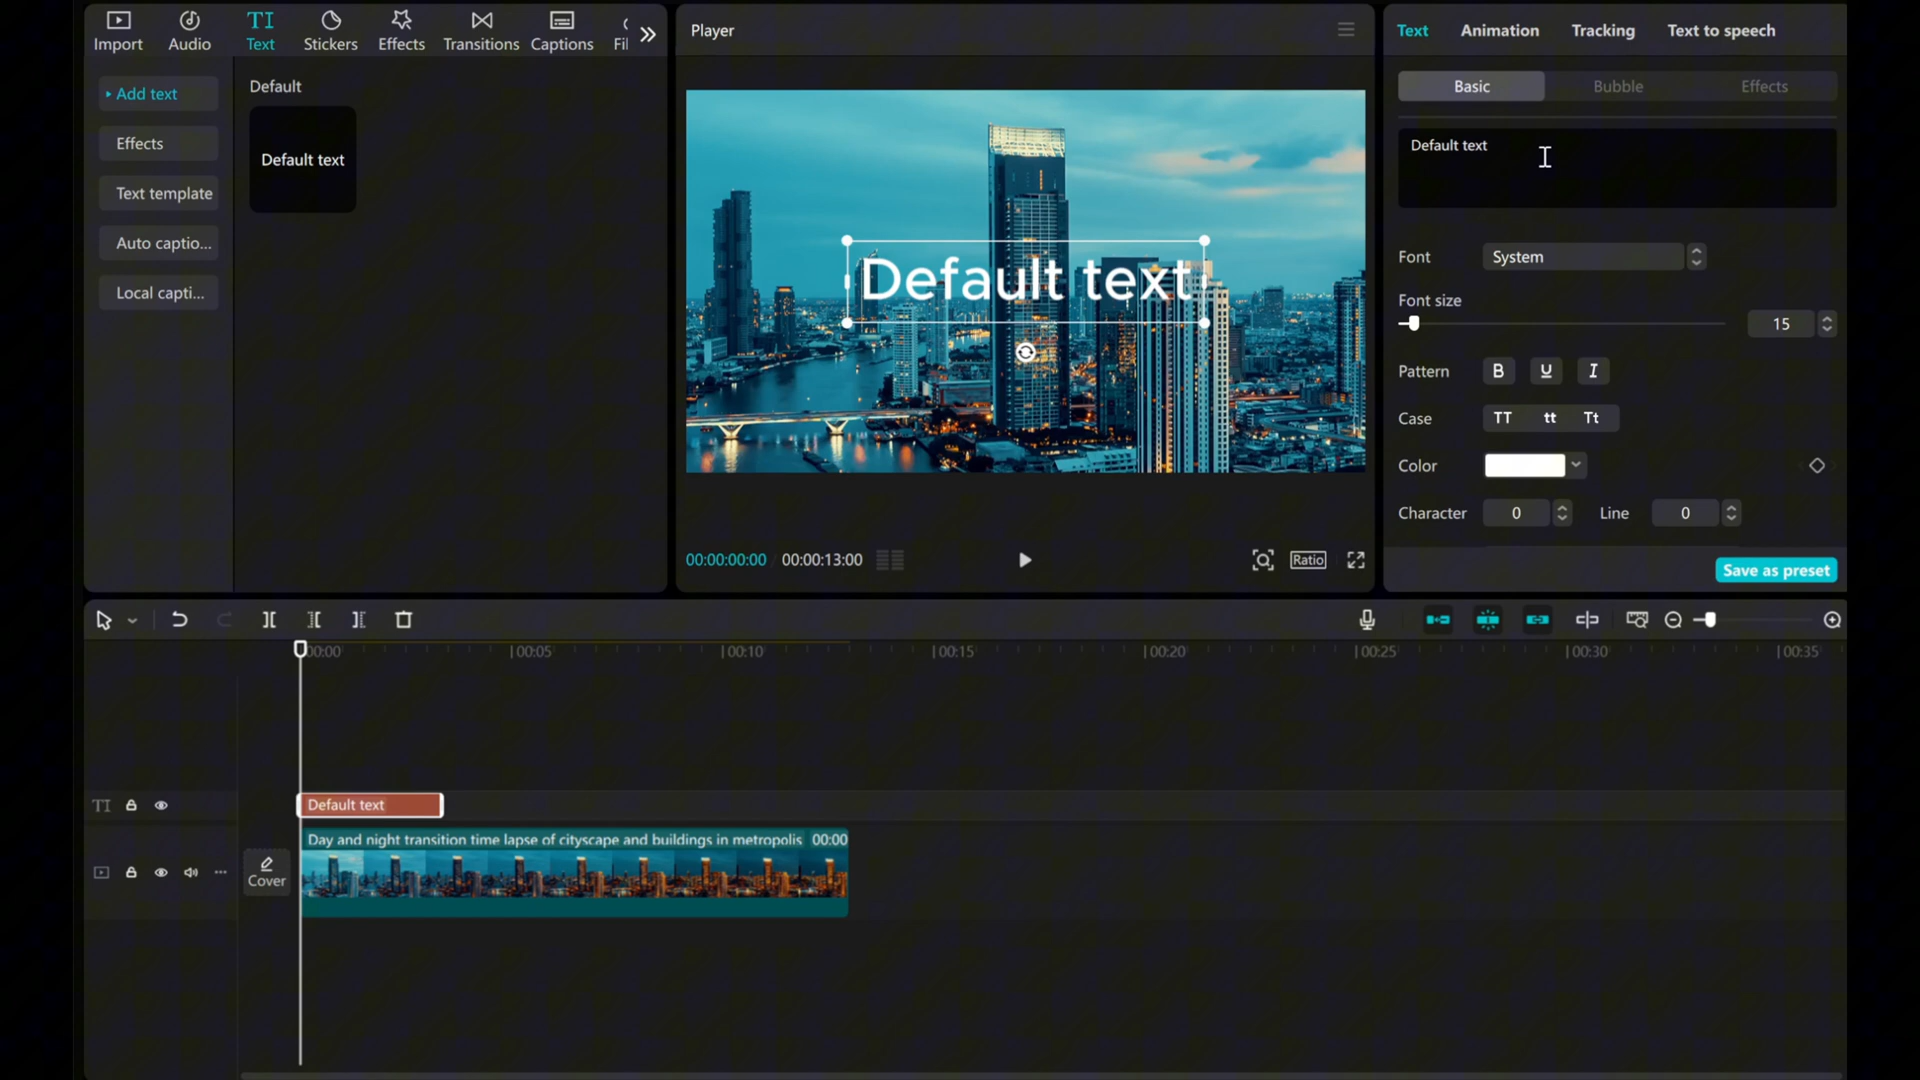 Import
Audio
TI
Text
Stickers
Effects
Transitions
Captions
Fil
Add text
Effects
Text template
Auto captio...
Local capti...
Default
Default text
Player
Default text
00:00:00:00
00:00:13:00
Ratio
Text
Animation
Tracking
Text to speech
Basic
Bubble
Effects
Default text
Font
System
Font size
15
Pattern
B
U
I
Case
TT
tt
Tt
Color
Character
0
Line
0
Save as preset
00:00
00:05
00:10
00:15
00:20
00:25
00:30
00:35
TI
Default text
Day and night transition time lapse of cityscape and buildings in metropolis 00:00
Cover